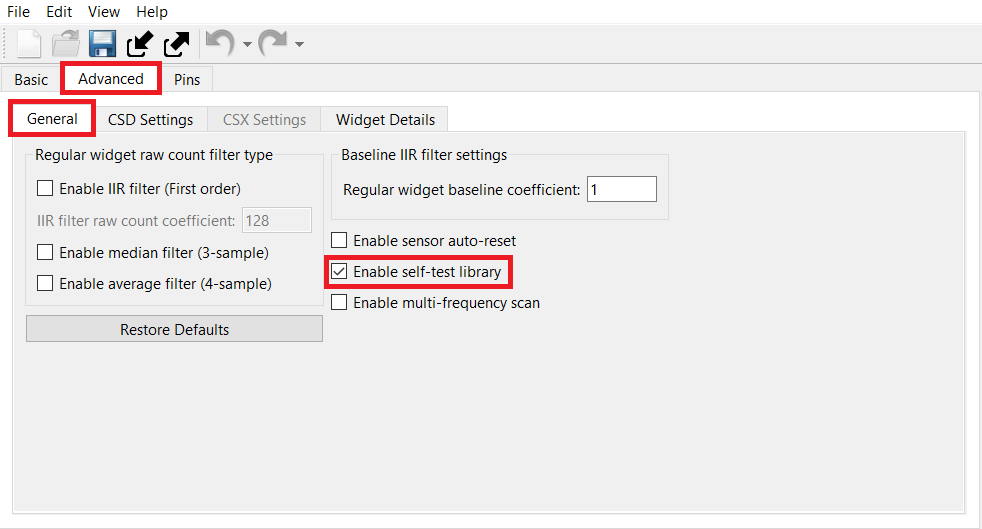 File Edit View Help
Basic Advanced Pins
General CSD Settings CSX Settings Widget Details
Regular widget raw count filter type
Enable IIR filter (First order)
IIR filter raw count coefficient: 128
Enable median filter (3-sample)
Enable average filter (4-sample)
Restore Defaults
Baseline IIR filter settings
Regular widget baseline coefficient: 1
Enable sensor auto-reset
Enable self-test library
Enable multi-frequency scan